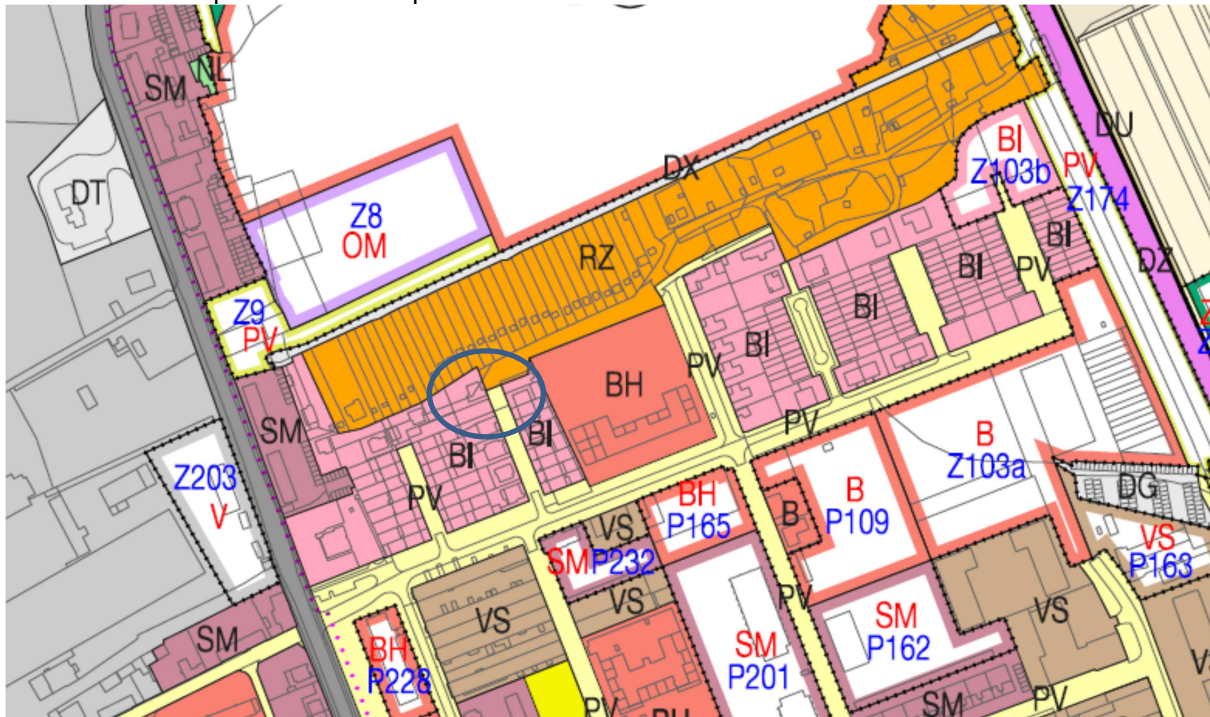 SM
NL
DT
DX
DU
BI
Z103b
PV
Z174
Z8
OM
RZ
BI
PV
BI
DZ
Z9
PV
BI
BI
BH
PV
SM
BI
BI
PV
B
Z103a
Z203
V
PV
BH
P165
B
B
P109
DG
VS
SM
P232
VS
VS
P163
VS
SM
P201
PV
SM
P162
VS
SM
BH
P228
PV
SM
PV